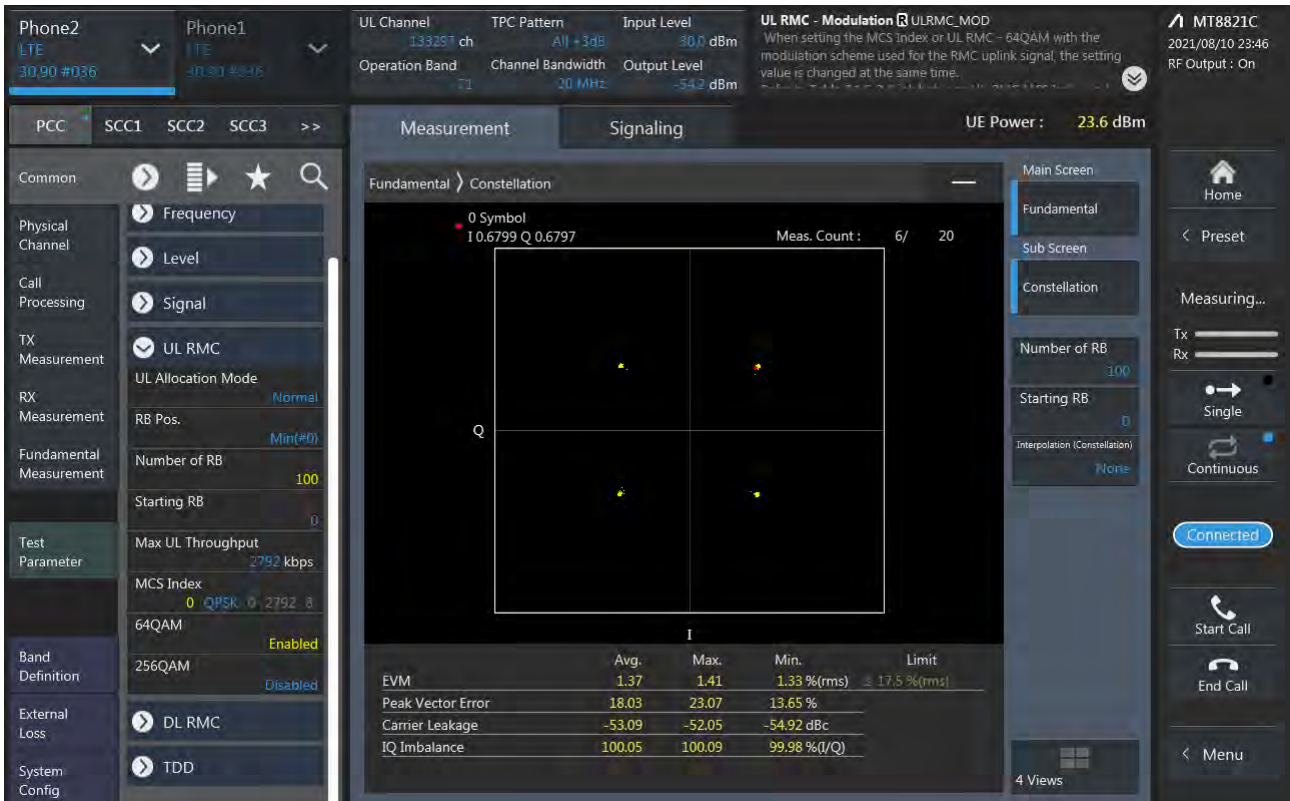 Phone2
LTE
30.90 #036
Phone1
LTE
30.90 #036
UL Channel
133297 ch
Operation Band
71
TPC Pattern
All +3dB
Channel Bandwidth
20 MHz
Input Level
30.0 dBm
Output Level
-54.2 dBm
UL RMC - Modulation R ULRMC_MOD
When setting the MCS Index or UL RMC – 64QAM with the
modulation scheme used for the RMC uplink signal, the setting
value is changed at the same time.
MT8821C
2021/08/10 23:46
RF Output : On
PCC SCC1 SCC2 SCC3 >>
Measurement
Signaling
UE Power : 23.6 dBm
Common
Physical
Channel
Call
Processing
TX
Measurement
RX
Measurement
Fundamental
Measurement
Test
Parameter
Band
Definition
External
Loss
System
Config
Frequency
Level
Signal
UL RMC
UL Allocation Mode
Normal
RB Pos.
Min(#0)
Number of RB
100
Starting RB
0
Max UL Throughput
2792 kbps
MCS Index
0 QPSK 0 2792 8
64QAM
Enabled
256QAM
Disabled
DL RMC
TDD
Fundamental 〉 Constellation
0 Symbol
I 0.6799 Q 0.6797
Meas. Count : 6/ 20
Q
I
Avg. Max. Min. Limit
EVM 1.37 1.41 1.33 %(rms) ≤ 17.5 %(rms)
Peak Vector Error 18.03 23.07 13.65 %
Carrier Leakage -53.09 -52.05 -54.92 dBc
IQ Imbalance 100.05 100.09 99.98 %(I/Q)
Main Screen
Fundamental
Sub Screen
Constellation
Number of RB
100
Starting RB
0
Interpolation (Constellation)
None
4 Views
Home
< Preset
Measuring...
Tx
Rx
Single
Continuous
Connected
Start Call
End Call
< Menu